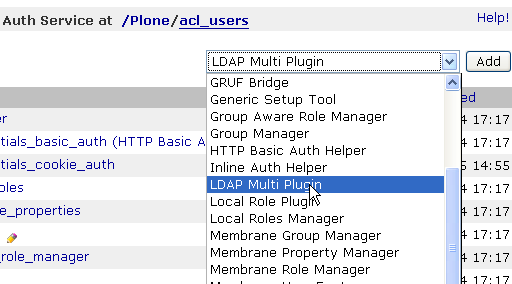 Auth Service at /Plone/acl_users
Help!
LDAP Multi Plugin
Add
GRUF Bridge
Generic Setup Tool
ed
Group Aware Role Manager
er
4 17:17
Group Manager
tials_basic_auth (HTTP Basic A
4 17:17
HTTP Basic Auth Helper
tials_cookie_auth
5 14:55
Inline Auth Helper
LDAP Multi Plugin
oles
4 17:17
Local Role Plugin
e_properties
4 17:17
Local Roles Manager
Membrane Group Manager
4 17:17
Membrane Property Manager
_role_manager
4 17:17
Membrane Role Manager